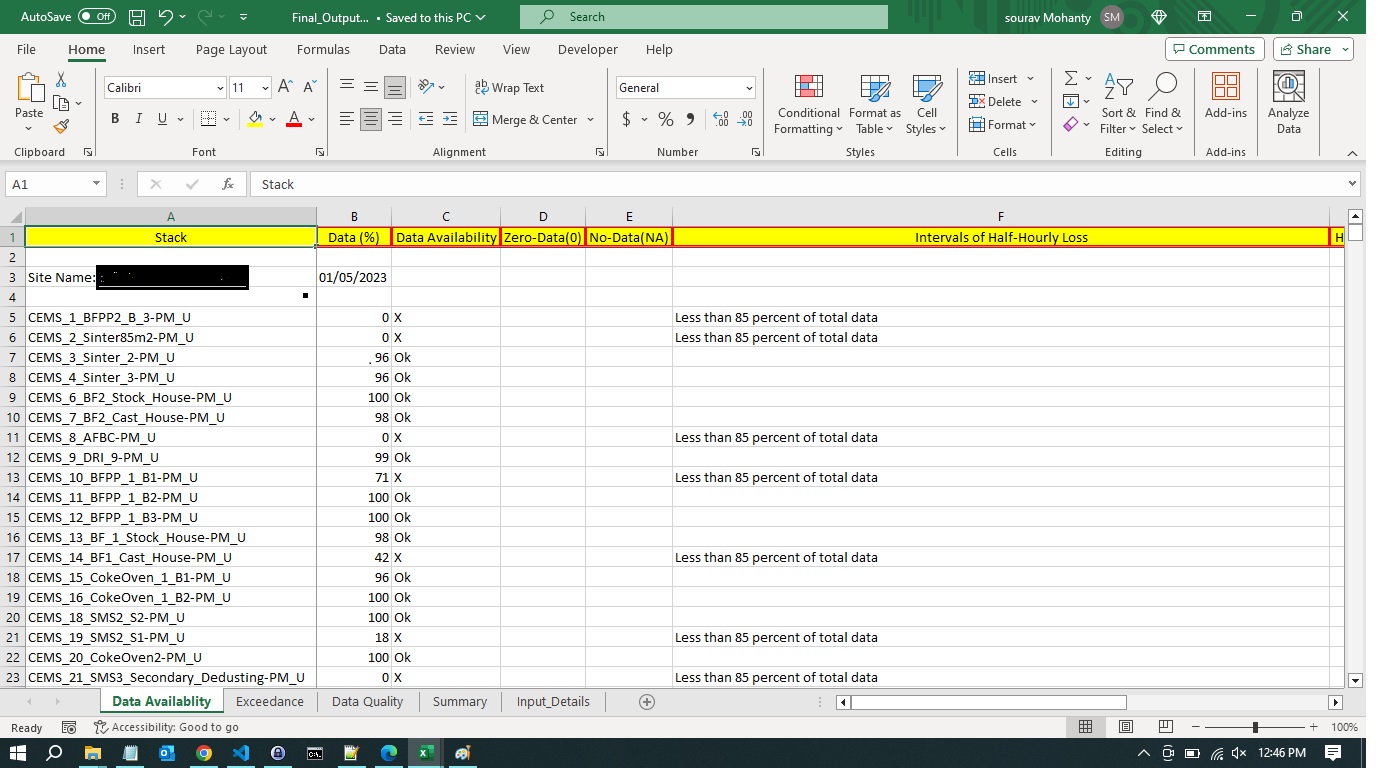 AutoSave Off Final_Output... • Saved to this PC Search sourav Mohanty SM
File Home Insert Page Layout Formulas Data Review View Developer Help Comments Share
Calibri 11 Wrap Text General Insert
Paste Conditional Formatting Format as Table Cell Styles Delete Sort & Filter Find & Select Add-ins Analyze Data
B I U Merge & Center $ % Format
Clipboard Font Alignment Number Styles Cells Editing Add-ins
A1 fx Stack
A B C D E F
1 Stack Data (%) Data Availability Zero-Data(0) No-Data(NA) Intervals of Half-Hourly Loss H
2
3 Site Name: 01/05/2023
4
5 CEMS_1_BFPP2_B_3-PM_U 0 X Less than 85 percent of total data
6 CEMS_2_Sinter85m2-PM_U 0 X Less than 85 percent of total data
7 CEMS_3_Sinter_2-PM_U 96 Ok
8 CEMS_4_Sinter_3-PM_U 96 Ok
9 CEMS_6_BF2_Stock_House-PM_U 100 Ok
10 CEMS_7_BF2_Cast_House-PM_U 98 Ok
11 CEMS_8_AFBC-PM_U 0 X Less than 85 percent of total data
12 CEMS_9_DRI_9-PM_U 99 Ok
13 CEMS_10_BFPP_1_B1-PM_U 71 X Less than 85 percent of total data
14 CEMS_11_BFPP_1_B2-PM_U 100 Ok
15 CEMS_12_BFPP_1_B3-PM_U 100 Ok
16 CEMS_13_BF_1_Stock_House-PM_U 98 Ok
17 CEMS_14_BF1_Cast_House-PM_U 42 X Less than 85 percent of total data
18 CEMS_15_CokeOven_1_B1-PM_U 96 Ok
19 CEMS_16_CokeOven_1_B2-PM_U 100 Ok
20 CEMS_18_SMS2_S2-PM_U 100 Ok
21 CEMS_19_SMS2_S1-PM_U 18 X Less than 85 percent of total data
22 CEMS_20_CokeOven2-PM_U 100 Ok
23 CEMS_21_SMS3_Secondary_Dedusting-PM_U 0 X Less than 85 percent of total data
Data Availablity Exceedance Data Quality Summary Input_Details
Ready Accessibility: Good to go 100%
12:46 PM